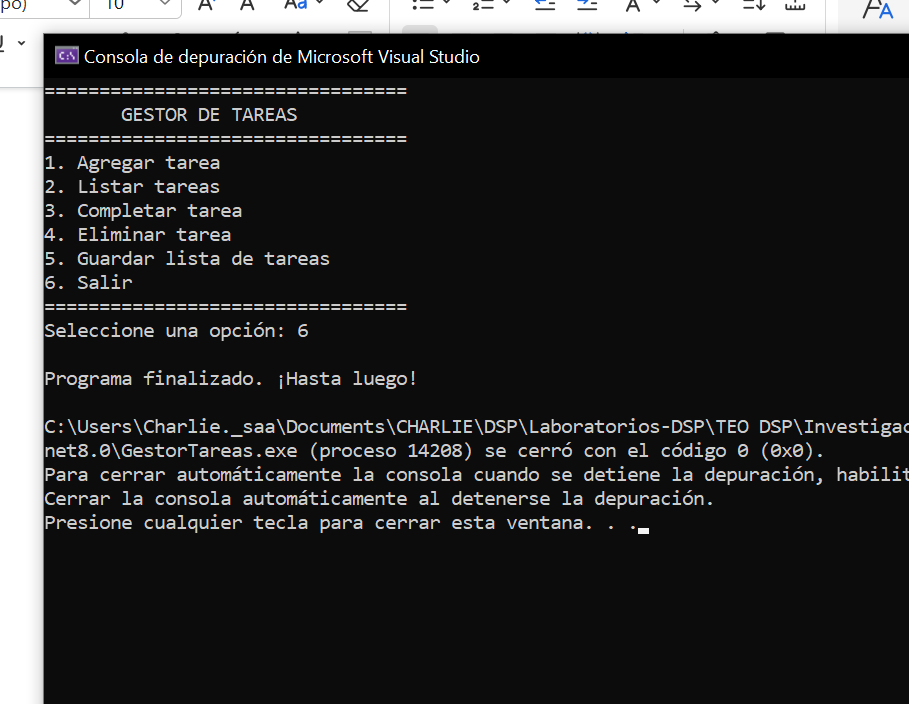 po)
10
Aa
Consola de depuración de Microsoft Visual Studio
=================================
GESTOR DE TAREAS
=================================
1. Agregar tarea
2. Listar tareas
3. Completar tarea
4. Eliminar tarea
5. Guardar lista de tareas
6. Salir
=================================
Seleccione una opción: 6
Programa finalizado. ¡Hasta luego!
C:\Users\Charlie._saa\Documents\CHARLIE\DSP\Laboratorios-DSP\TEO DSP\Investigac
net8.0\GestorTareas.exe (proceso 14208) se cerró con el código 0 (0x0).
Para cerrar automáticamente la consola cuando se detiene la depuración, habilit
Cerrar la consola automáticamente al detenerse la depuración.
Presione cualquier tecla para cerrar esta ventana. . .